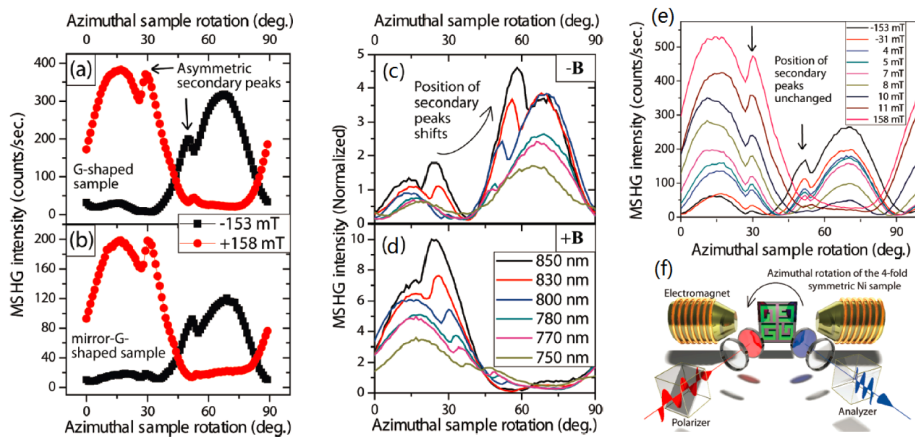 Azimuthal sample rotation (deg.)
0 30 60 90
MSHG intensity (counts/sec.)
400
300
200
100
0
(a)
Asymmetric
secondary peaks
G-shaped
sample
-153 mT
+158 mT
200
160
120
80
40
0
(b)
mirror-G-
shaped sample
0 30 60 90
Azimuthal sample rotation (deg.)
Azimuthal sample rotation (deg.)
0 30 60 90
MSHG intensity (Normalized)
5
4
3
2
1
0
(c)
-B
Position of
secondary
peaks
shifts
10
8
6
4
2
0
(d)
+B
850 nm
830 nm
800 nm
780 nm
770 nm
750 nm
0 30 60 90
Azimuthal sample rotation (deg.)
(e)
MSHG intensity (counts/sec.)
500
400
300
200
100
0
Position of
secondary
peaks
unchanged
-153 mT
-31 mT
4 mT
5 mT
7 mT
8 mT
10 mT
11 mT
158 mT
0 30 60 90
Azimuthal sample rotation (deg.)
(f)
Azimuthal rotation of the 4-fold
symmetric Ni sample
Electromagnet
Polarizer
Analyzer